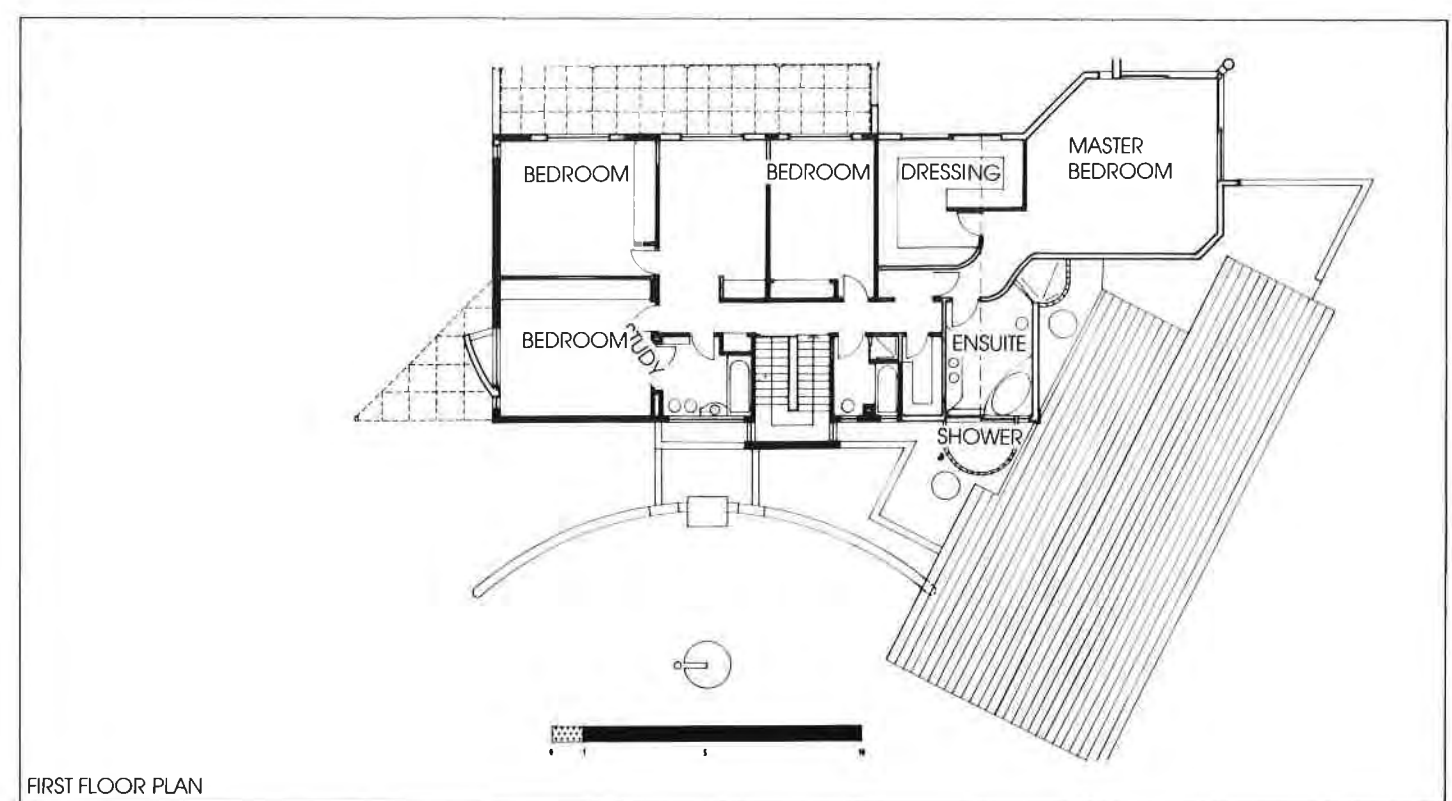 MASTER
BEDROOM
BEDROOM
BEDROOM
DRESSING
BEDROOM
STUDY
ENSUITE
SHOWER
0 1 5 10
FIRST FLOOR PLAN